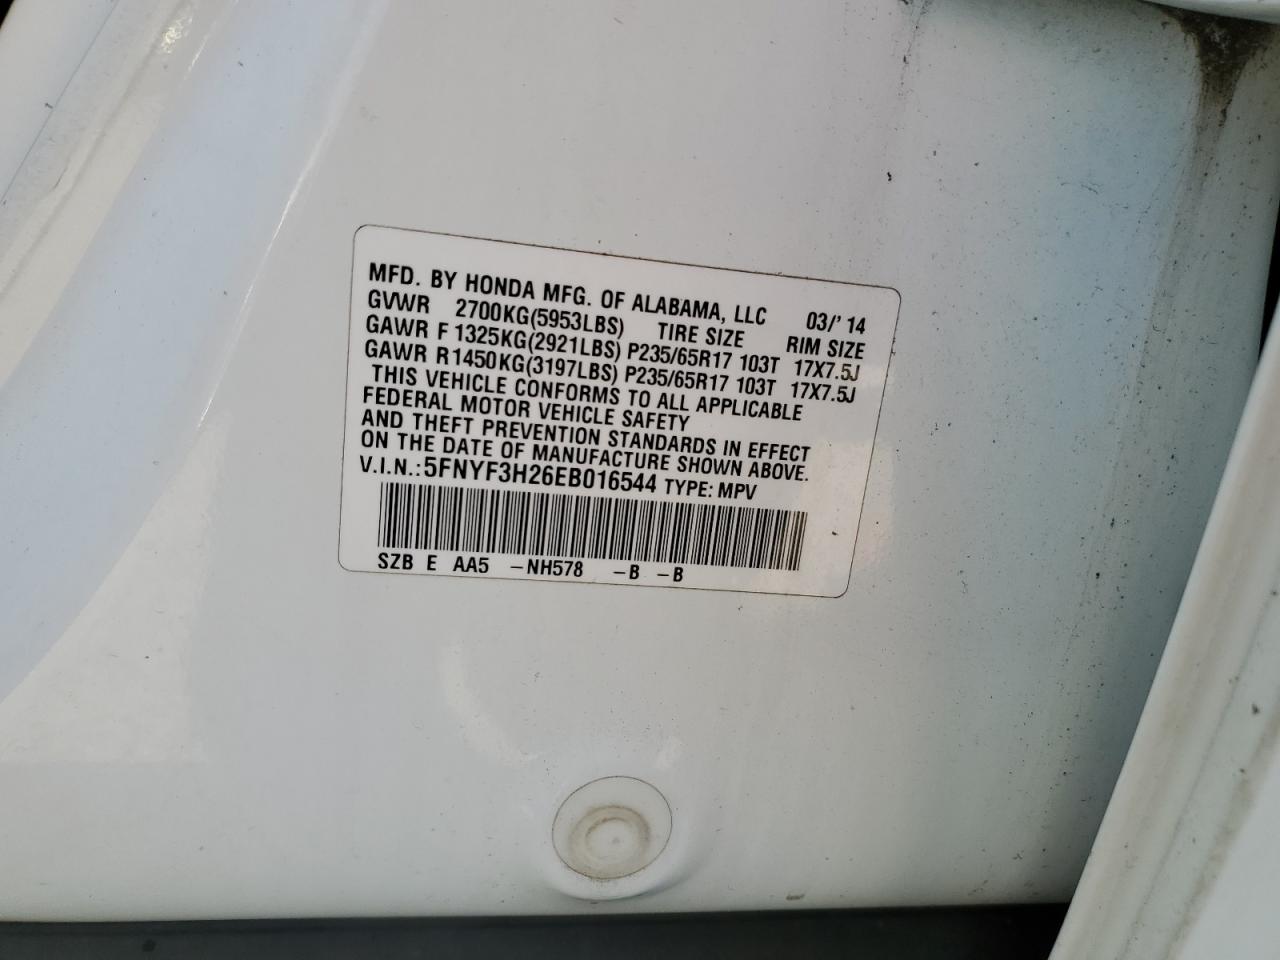 MFD. BY HONDA MFG. OF ALABAMA, LLC 03/'14
GVWR 2700KG(5953LBS) TIRE SIZE RIM SIZE
GAWR F 1325KG(2921LBS) P235/65R17 103T 17X7.5J
GAWR R1450KG(3197LBS) P235/65R17 103T 17X7.5J
THIS VEHICLE CONFORMS TO ALL APPLICABLE
FEDERAL MOTOR VEHICLE SAFETY
AND THEFT PREVENTION STANDARDS IN EFFECT
ON THE DATE OF MANUFACTURE SHOWN ABOVE.
V.I.N.:5FNYF3H26EB016544 TYPE: MPV
SZB E AA5 -NH578 -B -B